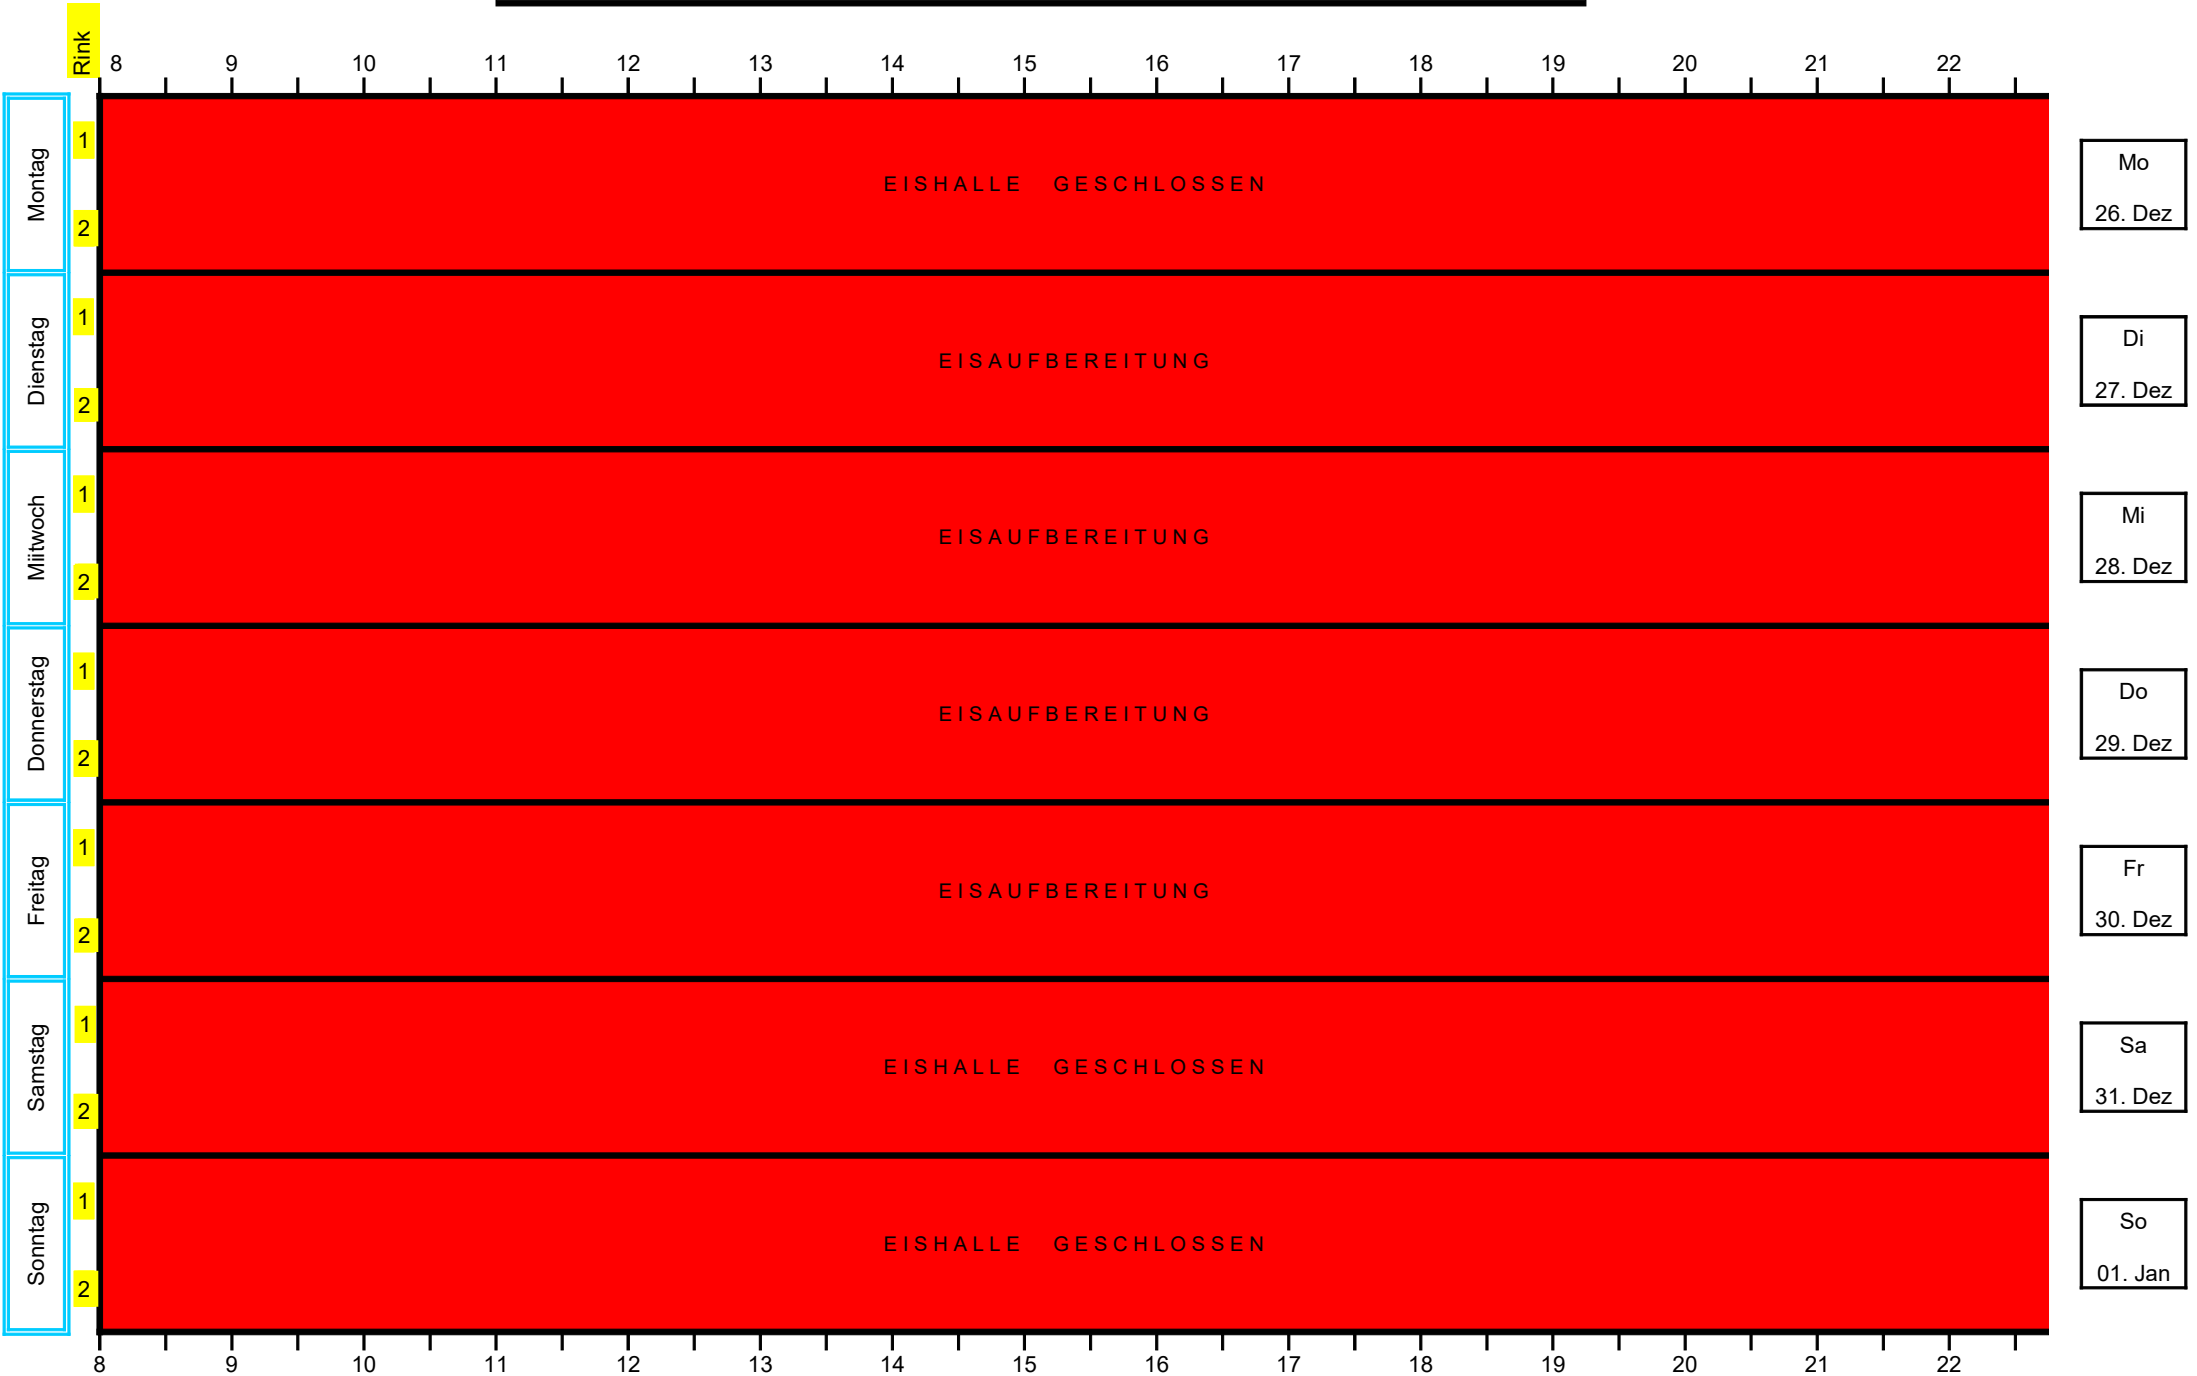 Rink
8 9 10 11 12 13 14 15 16 17 18 19 20 21 22
Montag
1
2
EISHALLE GESCHLOSSEN
Mo
26. Dez
Dienstag
1
2
EISAUFBEREITUNG
Di
27. Dez
Miitwoch
1
2
EISAUFBEREITUNG
Mi
28. Dez
Donnerstag
1
2
EISAUFBEREITUNG
Do
29. Dez
Freitag
1
2
EISAUFBEREITUNG
Fr
30. Dez
Samstag
1
2
EISHALLE GESCHLOSSEN
Sa
31. Dez
Sonntag
1
2
EISHALLE GESCHLOSSEN
So
01. Jan
8 9 10 11 12 13 14 15 16 17 18 19 20 21 22